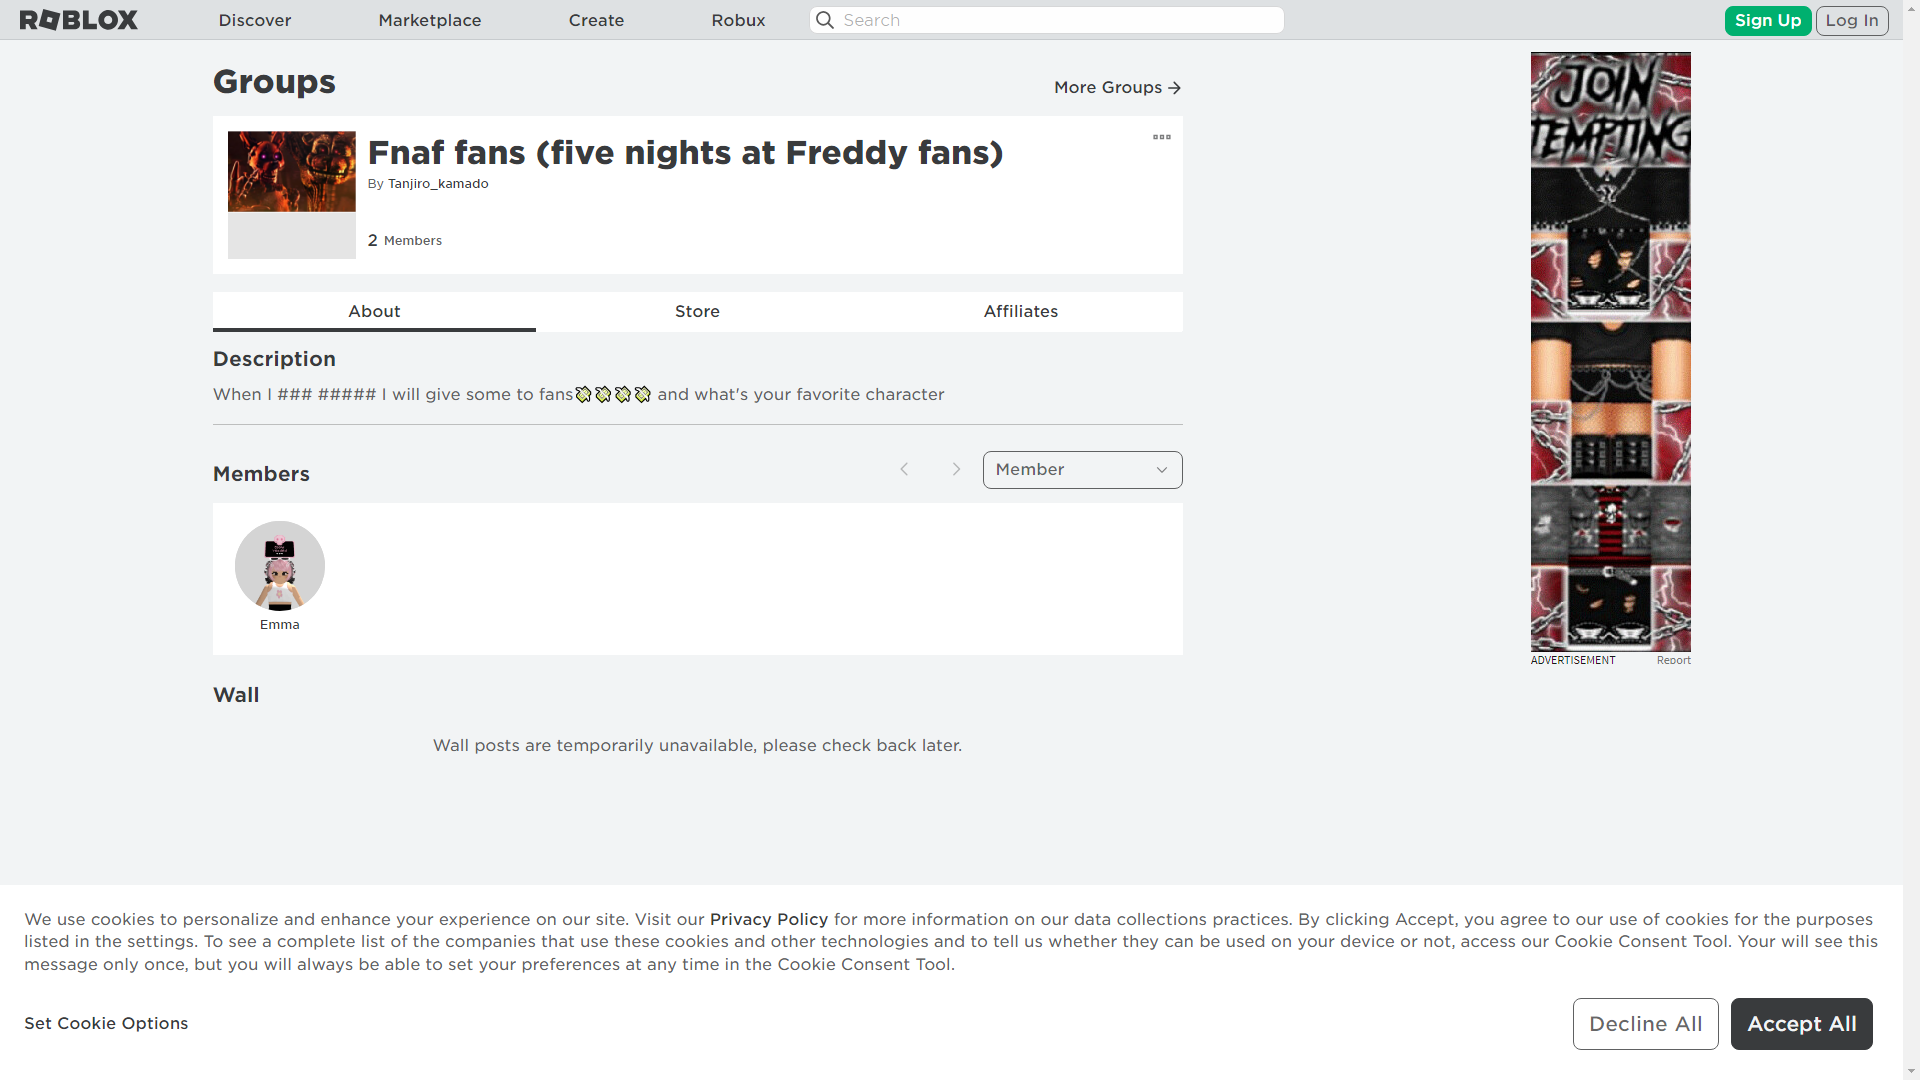 ROBLOX
Discover
Marketplace
Create
Robux
Search
Sign Up
Log In
Groups
More Groups
Fnaf fans (five nights at Freddy fans)
By Tanjiro_kamado
2 Members
About
Store
Affiliates
Description
When I ### ##### I will give some to fans💸💸💸💸 and what's your favorite character
Members
Member
Emma
Wall
Wall posts are temporarily unavailable, please check back later.
JOIN
TEMPTING
ADVERTISEMENT
Report
We use cookies to personalize and enhance your experience on our site. Visit our Privacy Policy for more information on our data collections practices. By clicking Accept, you agree to our use of cookies for the purposes
listed in the settings. To see a complete list of the companies that use these cookies and other technologies and to tell us whether they can be used on your device or not, access our Cookie Consent Tool. Your will see this
message only once, but you will always be able to set your preferences at any time in the Cookie Consent Tool.
Set Cookie Options
Decline All
Accept All